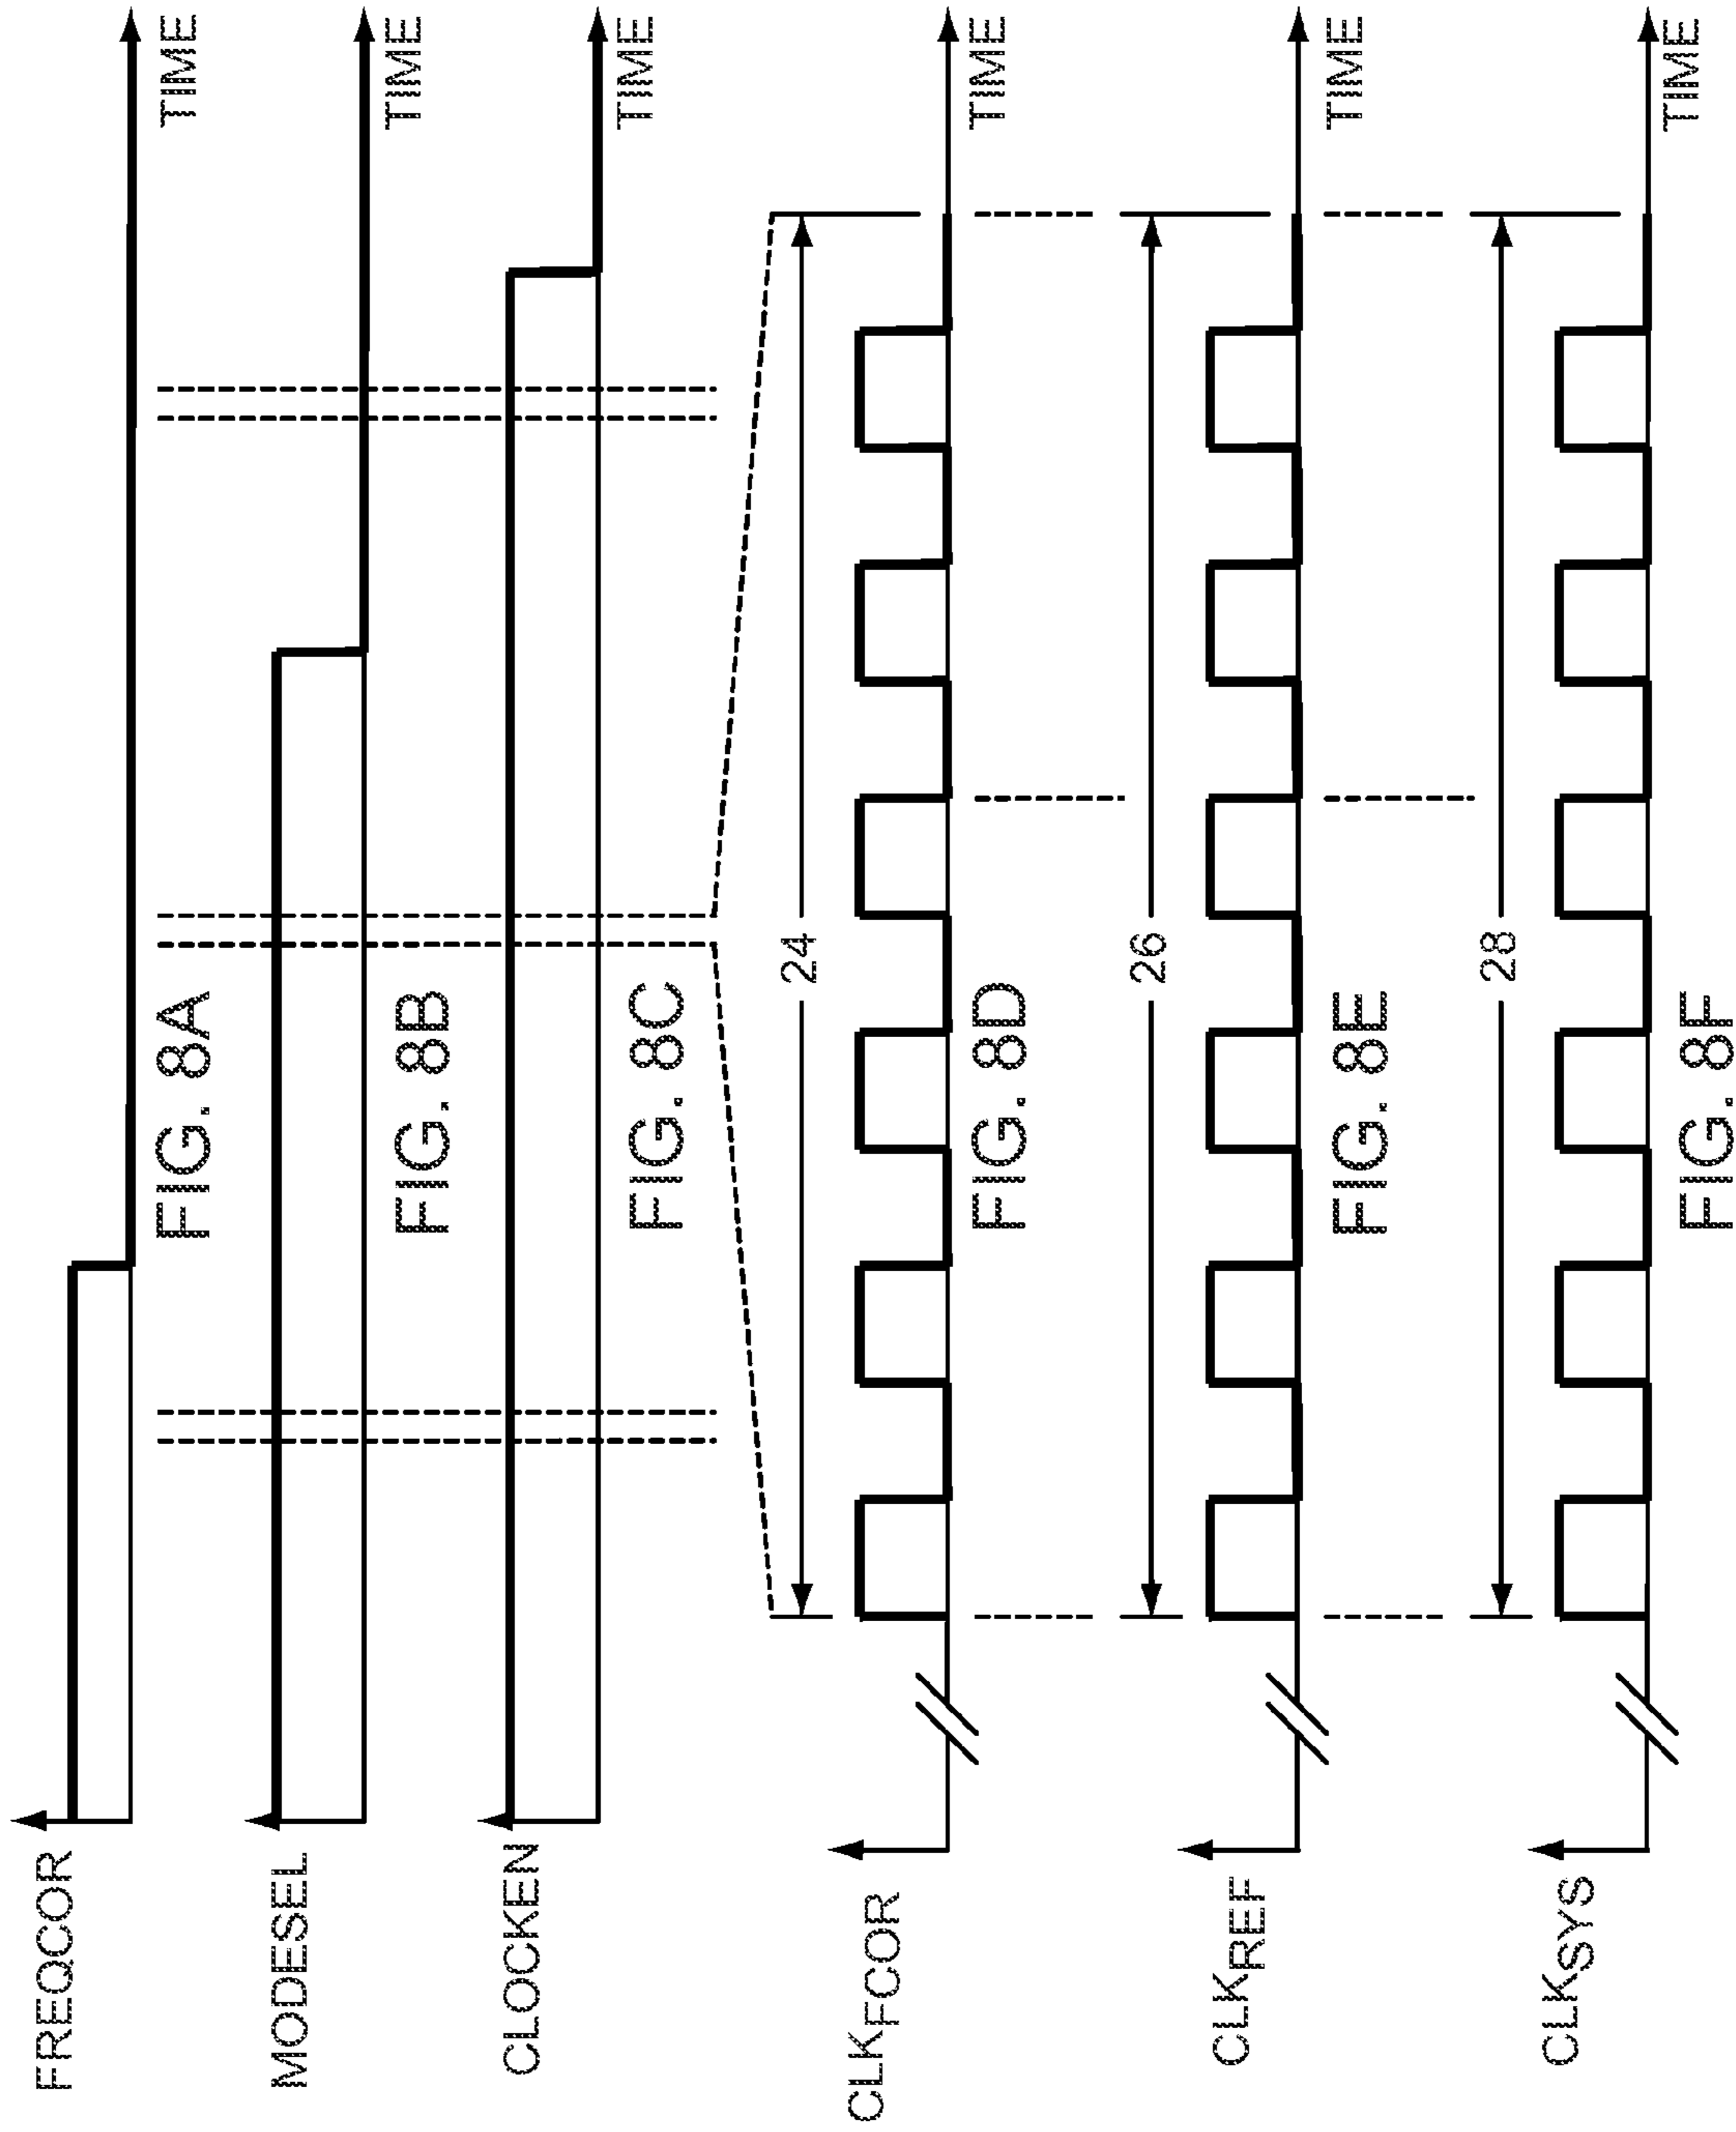 FREQCOR
TIME
FIG. 8A
MODESEL
TIME
FIG. 8B
CLOCKEN
TIME
FIG. 8C
24
CLKFCOR
TIME
FIG. 8D
26
CLKREF
TIME
FIG. 8E
28
CLKSYS
TIME
FIG. 8F